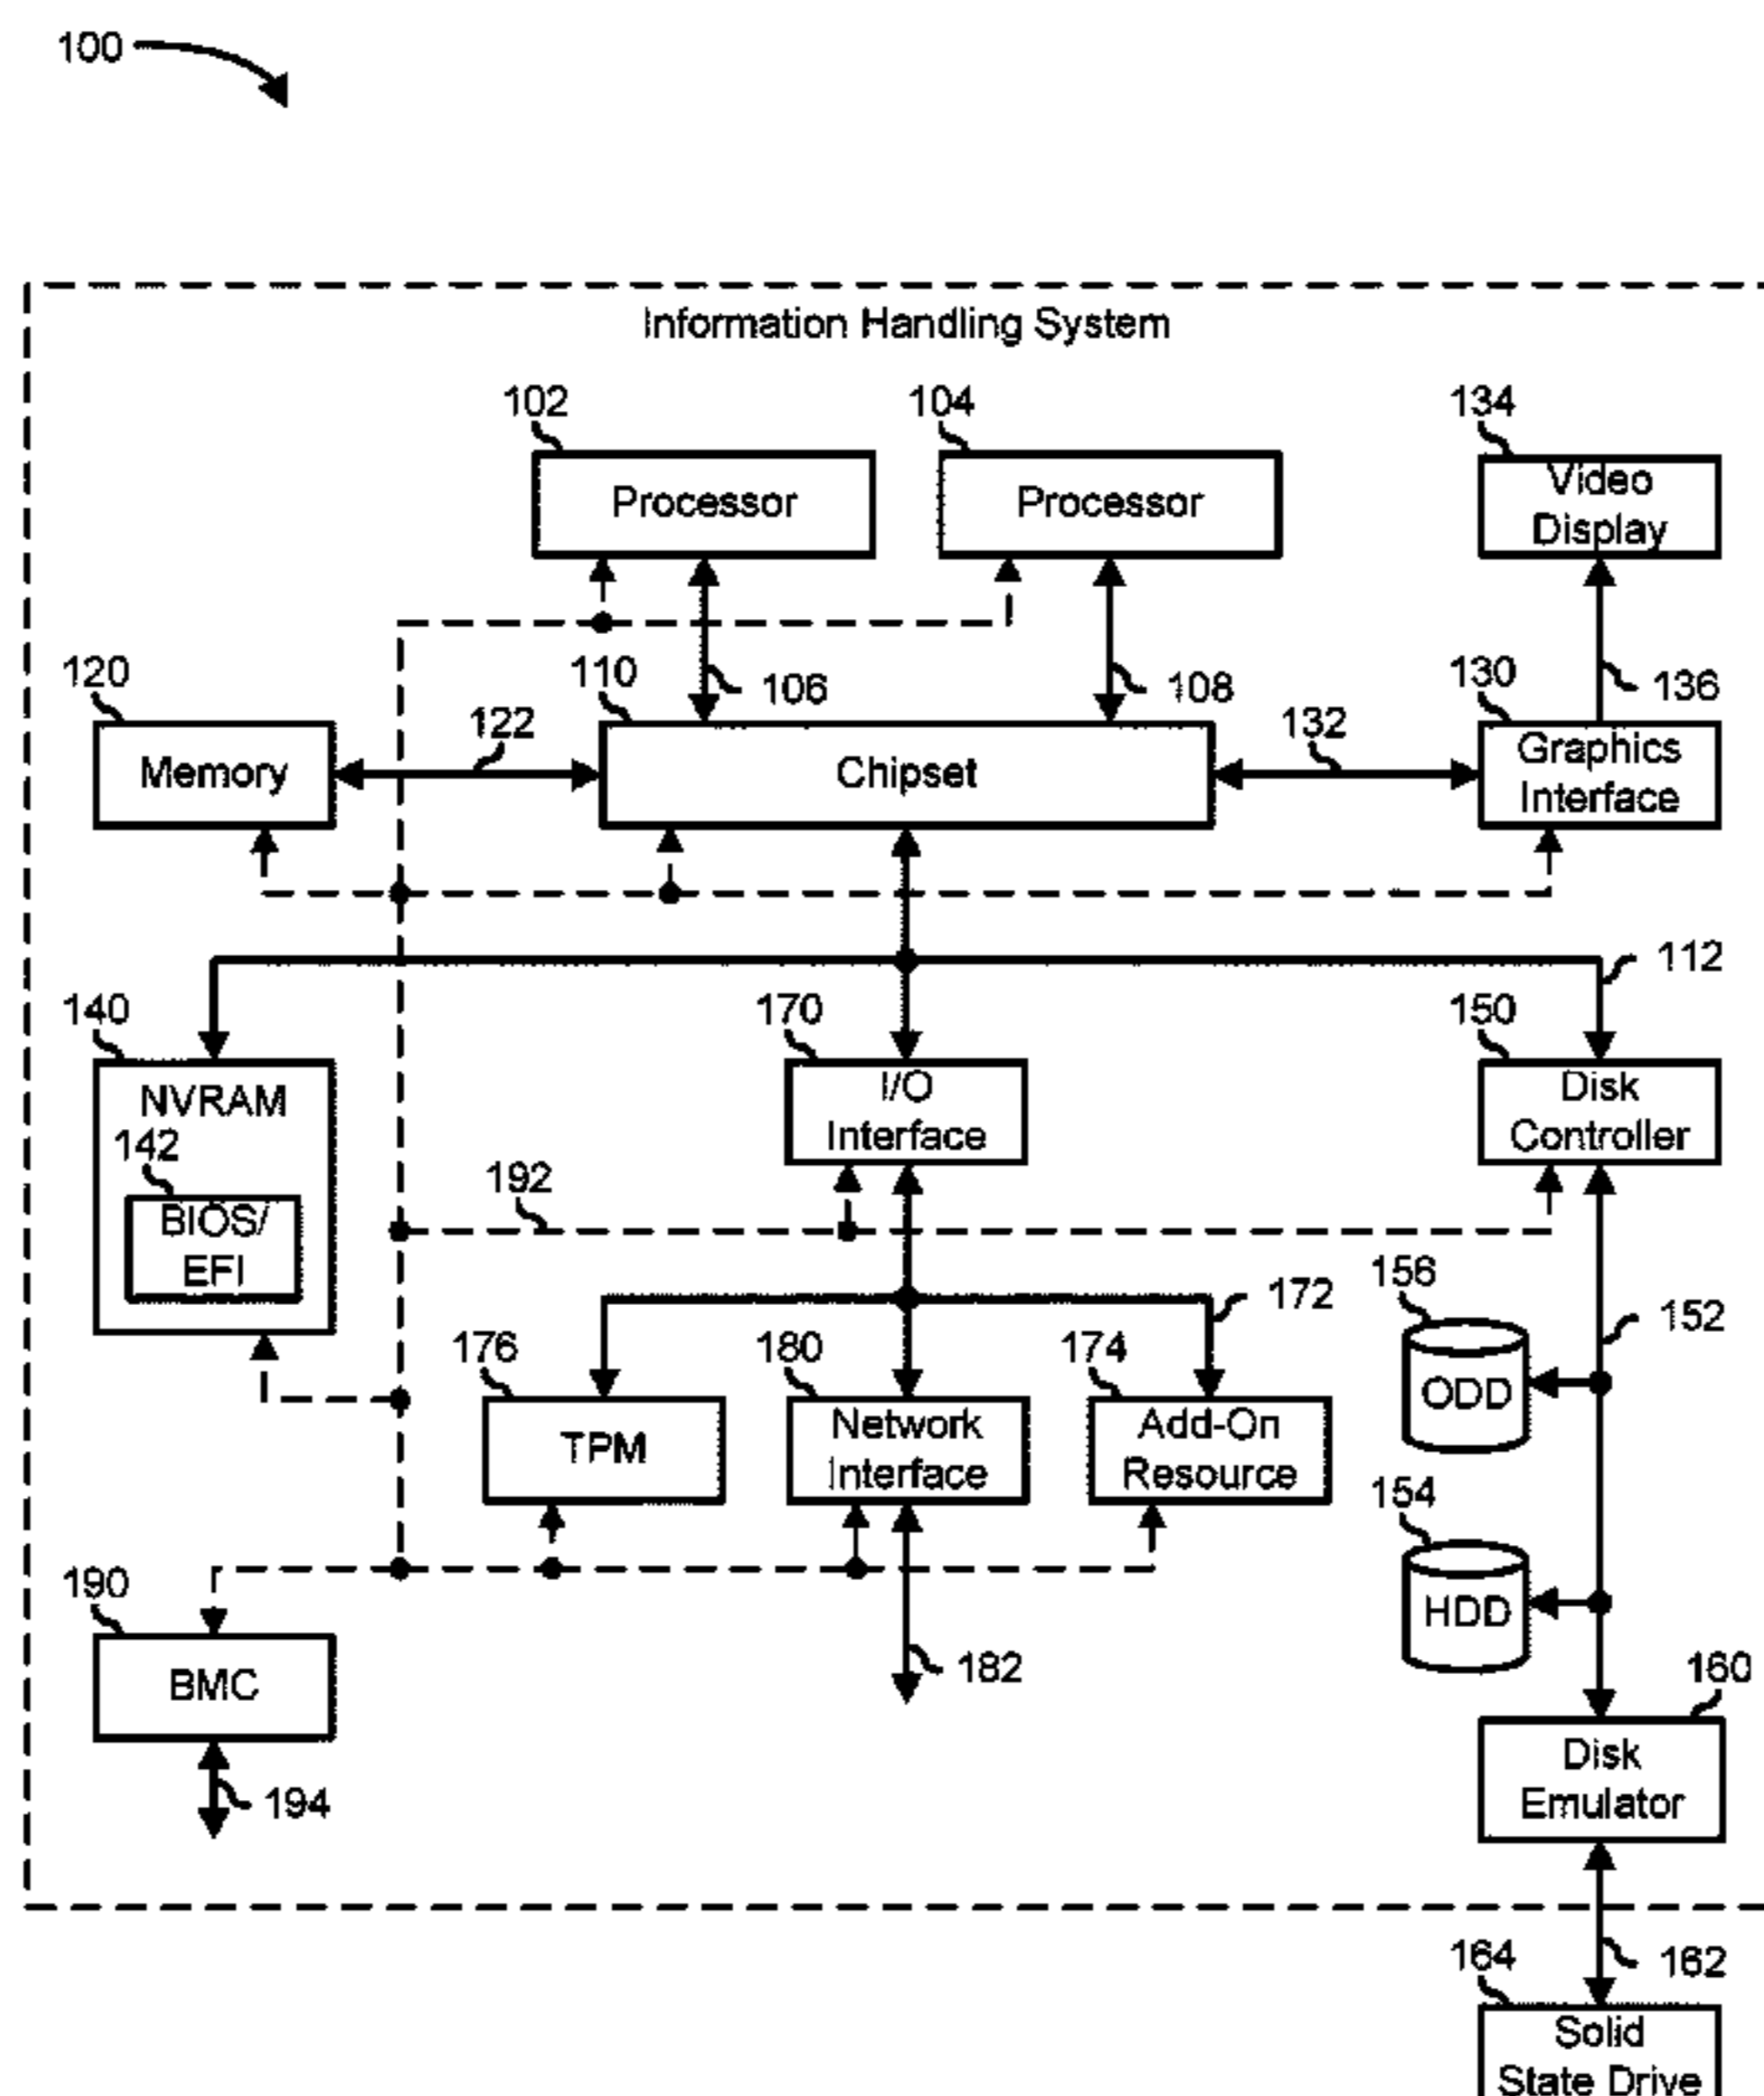 100
Information Handling System
102
104
134
Processor
Processor
Video
Display
120
110
106
108
130
136
122
132
Memory
Chipset
Graphics
Interface
112
140
170
150
NVRAM
I/O
Interface
Disk
Controller
142
BIOS/
EFI
192
156
172
152
176
180
174
ODD
TPM
Network
Interface
Add-On
Resource
154
190
HDD
BMC
182
160
Disk
Emulator
194
164
162
Solid
State Drive